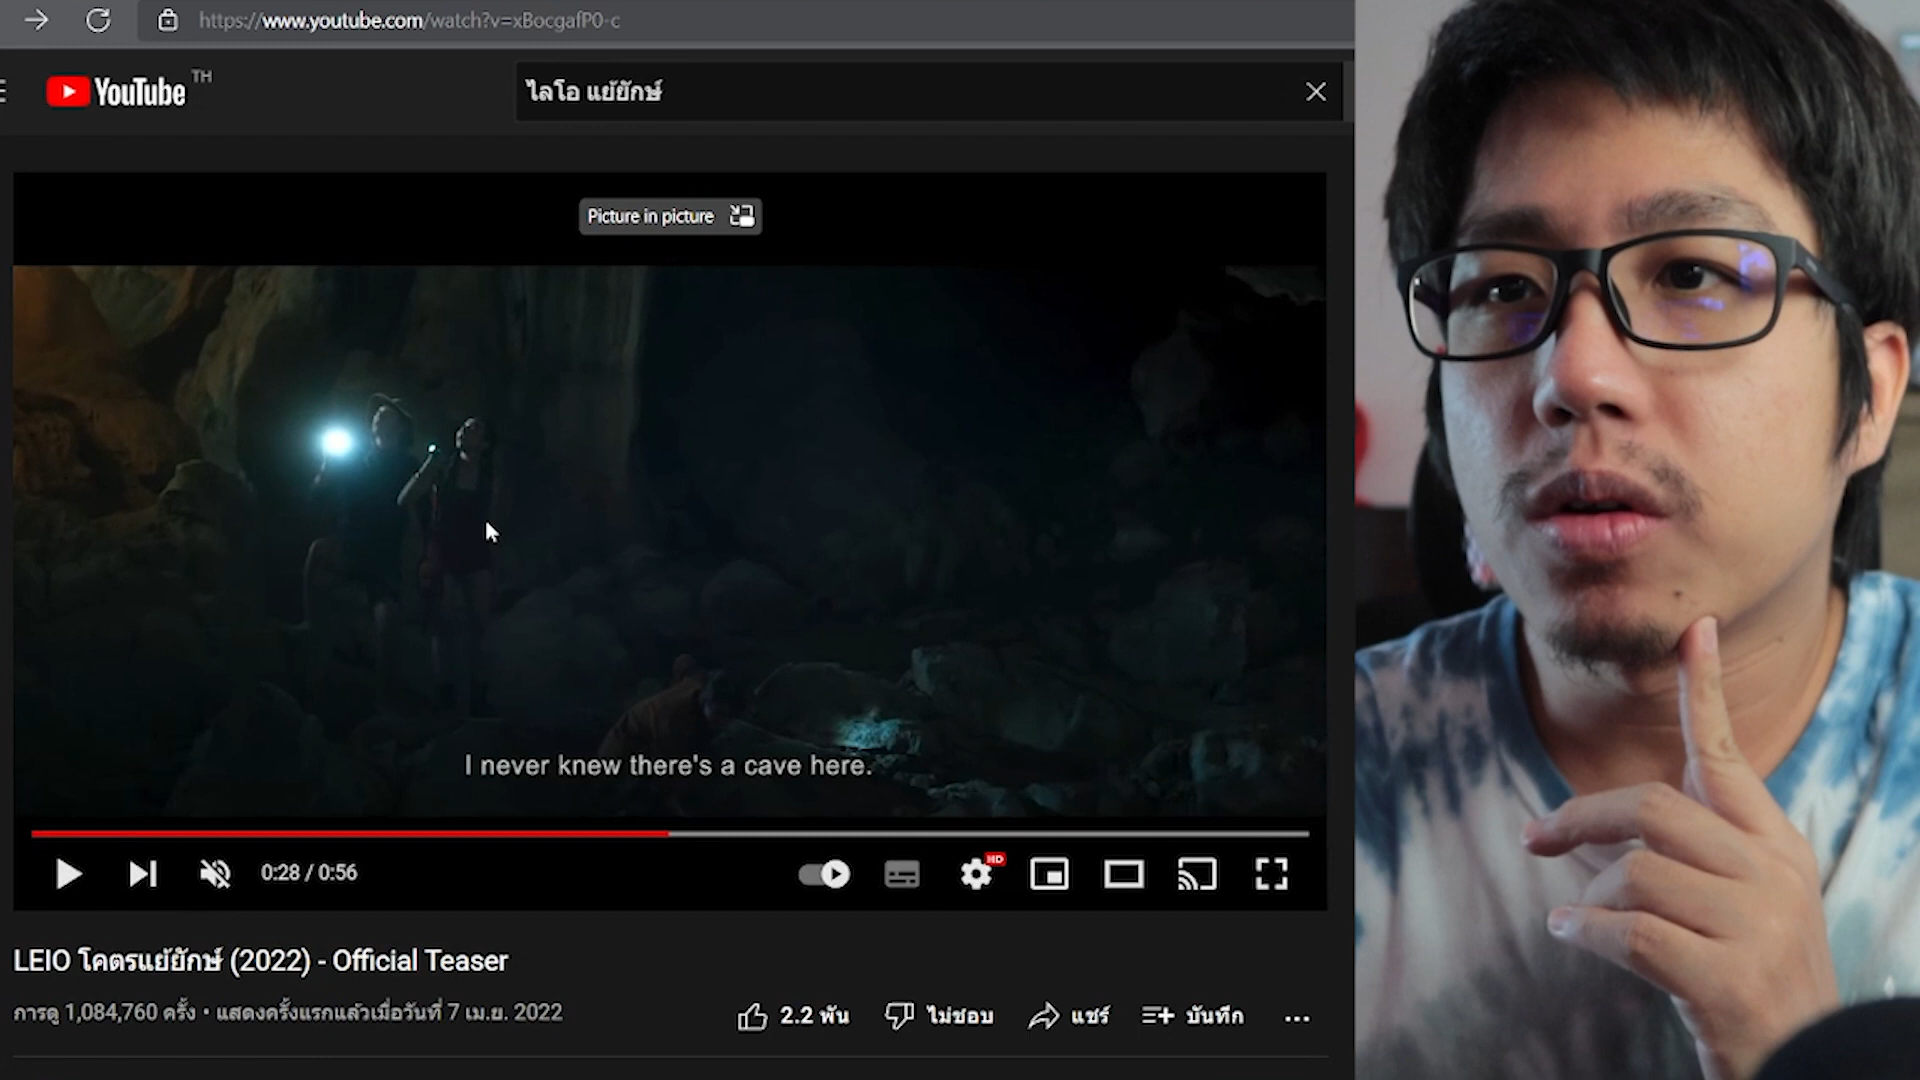 https://www.youtube.com/watch?v=xBocgafP0-c
YouTube TH
ไลโอ แย้ยักษ์
Picture in picture
I never knew there's a cave here.
0:28 / 0:56
HD
LEIO โคตรแย้ยักษ์ (2022) - Official Teaser
การดู 1,084,760 ครั้ง • แสดงครั้งแรกแล้วเมื่อวันที่ 7 เม.ย. 2022
2.2 พัน
ไม่ชอบ
แชร์
บันทึก